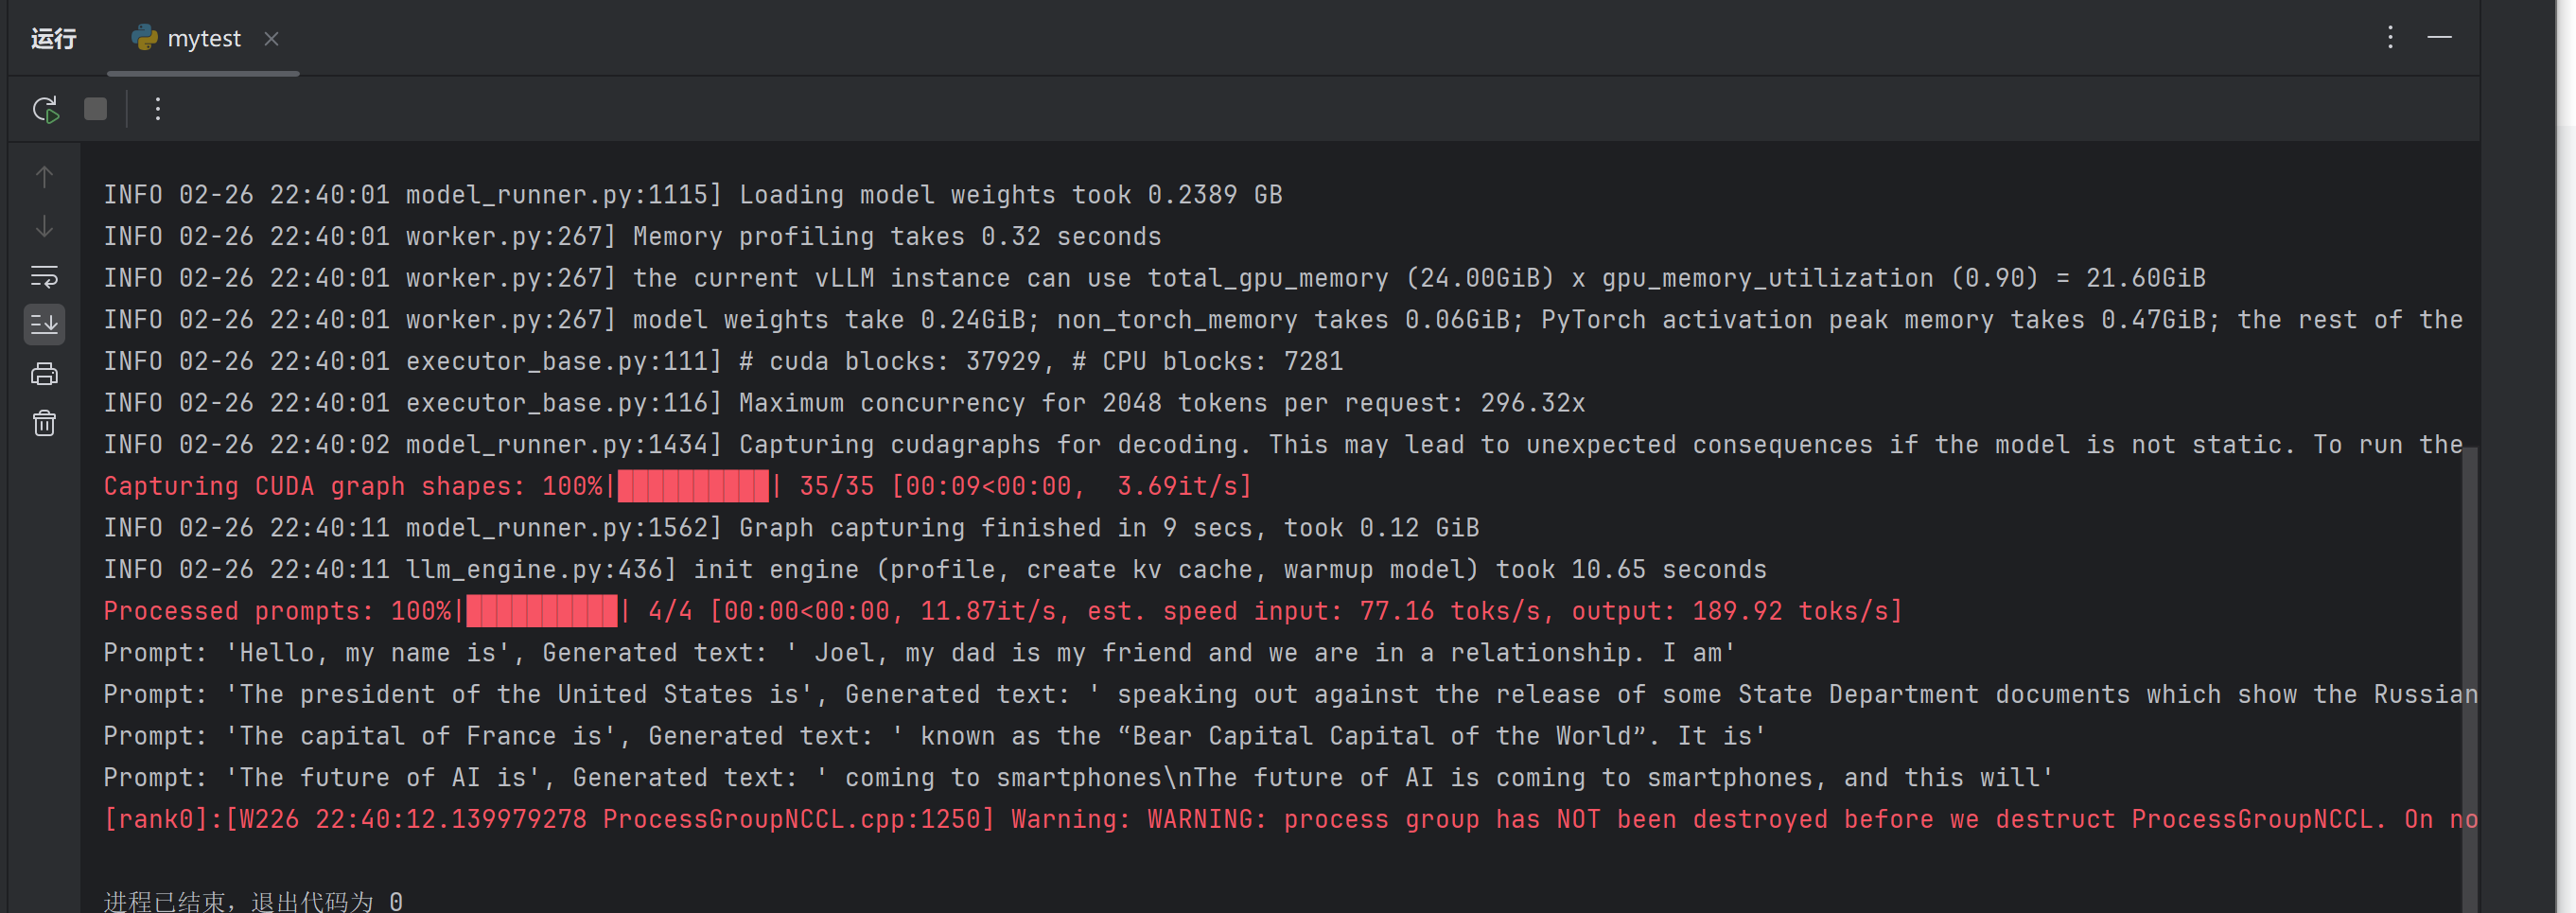 运行 mytest
INFO 02-26 22:40:01 model_runner.py:1115] Loading model weights took 0.2389 GB
INFO 02-26 22:40:01 worker.py:267] Memory profiling takes 0.32 seconds
INFO 02-26 22:40:01 worker.py:267] the current vLLM instance can use total_gpu_memory (24.00GiB) x gpu_memory_utilization (0.90) = 21.60GiB
INFO 02-26 22:40:01 worker.py:267] model weights take 0.24GiB; non_torch_memory takes 0.06GiB; PyTorch activation peak memory takes 0.47GiB; the rest of the
INFO 02-26 22:40:01 executor_base.py:111] # cuda blocks: 37929, # CPU blocks: 7281
INFO 02-26 22:40:01 executor_base.py:116] Maximum concurrency for 2048 tokens per request: 296.32x
INFO 02-26 22:40:02 model_runner.py:1434] Capturing cudagraphs for decoding. This may lead to unexpected consequences if the model is not static. To run the
Capturing CUDA graph shapes: 100%|██████████| 35/35 [00:09<00:00,  3.69it/s]
INFO 02-26 22:40:11 model_runner.py:1562] Graph capturing finished in 9 secs, took 0.12 GiB
INFO 02-26 22:40:11 llm_engine.py:436] init engine (profile, create kv cache, warmup model) took 10.65 seconds
Processed prompts: 100%|██████████| 4/4 [00:00<00:00, 11.87it/s, est. speed input: 77.16 toks/s, output: 189.92 toks/s]
Prompt: 'Hello, my name is', Generated text: ' Joel, my dad is my friend and we are in a relationship. I am'
Prompt: 'The president of the United States is', Generated text: ' speaking out against the release of some State Department documents which show the Russian
Prompt: 'The capital of France is', Generated text: ' known as the “Bear Capital Capital of the World”. It is'
Prompt: 'The future of AI is', Generated text: ' coming to smartphones\nThe future of AI is coming to smartphones, and this will'
[rank0]:[W226 22:40:12.139979278 ProcessGroupNCCL.cpp:1250] Warning: WARNING: process group has NOT been destroyed before we destruct ProcessGroupNCCL. On no
进程已结束，退出代码为 0